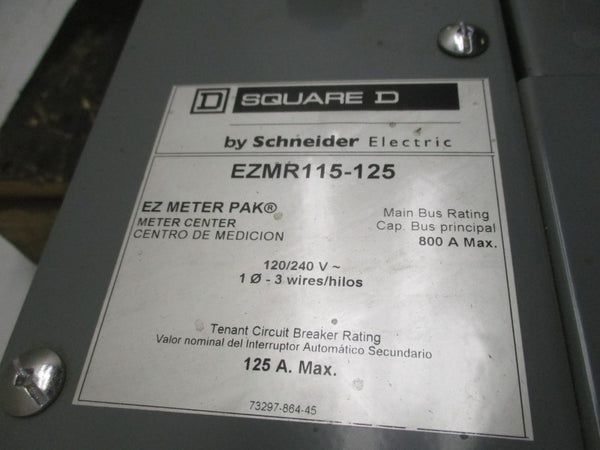 D SQUARE D
by Schneider Electric
EZMR115-125
EZ METER PAK®
METER CENTER
CENTRO DE MEDICION
Main Bus Rating
Cap. Bus principal
800 A Max.
120/240 V ~
1 Ø - 3 wires/hilos
Tenant Circuit Breaker Rating
Valor nominal del Interruptor Automático Secundario
125 A. Max.
73297-864-45